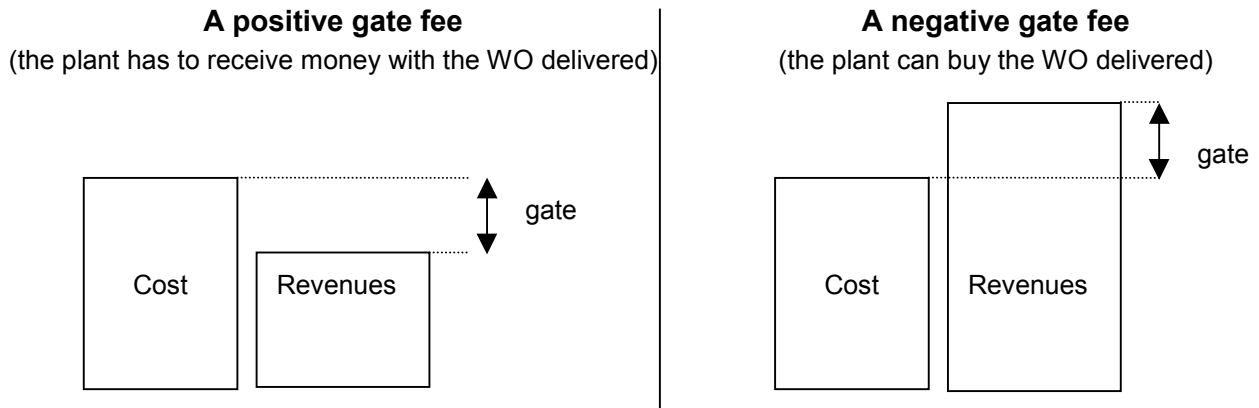 A positive gate fee
(the plant has to receive money with the WO delivered)
gate
Cost
Revenues
A negative gate fee
(the plant can buy the WO delivered)
gate
Cost
Revenues